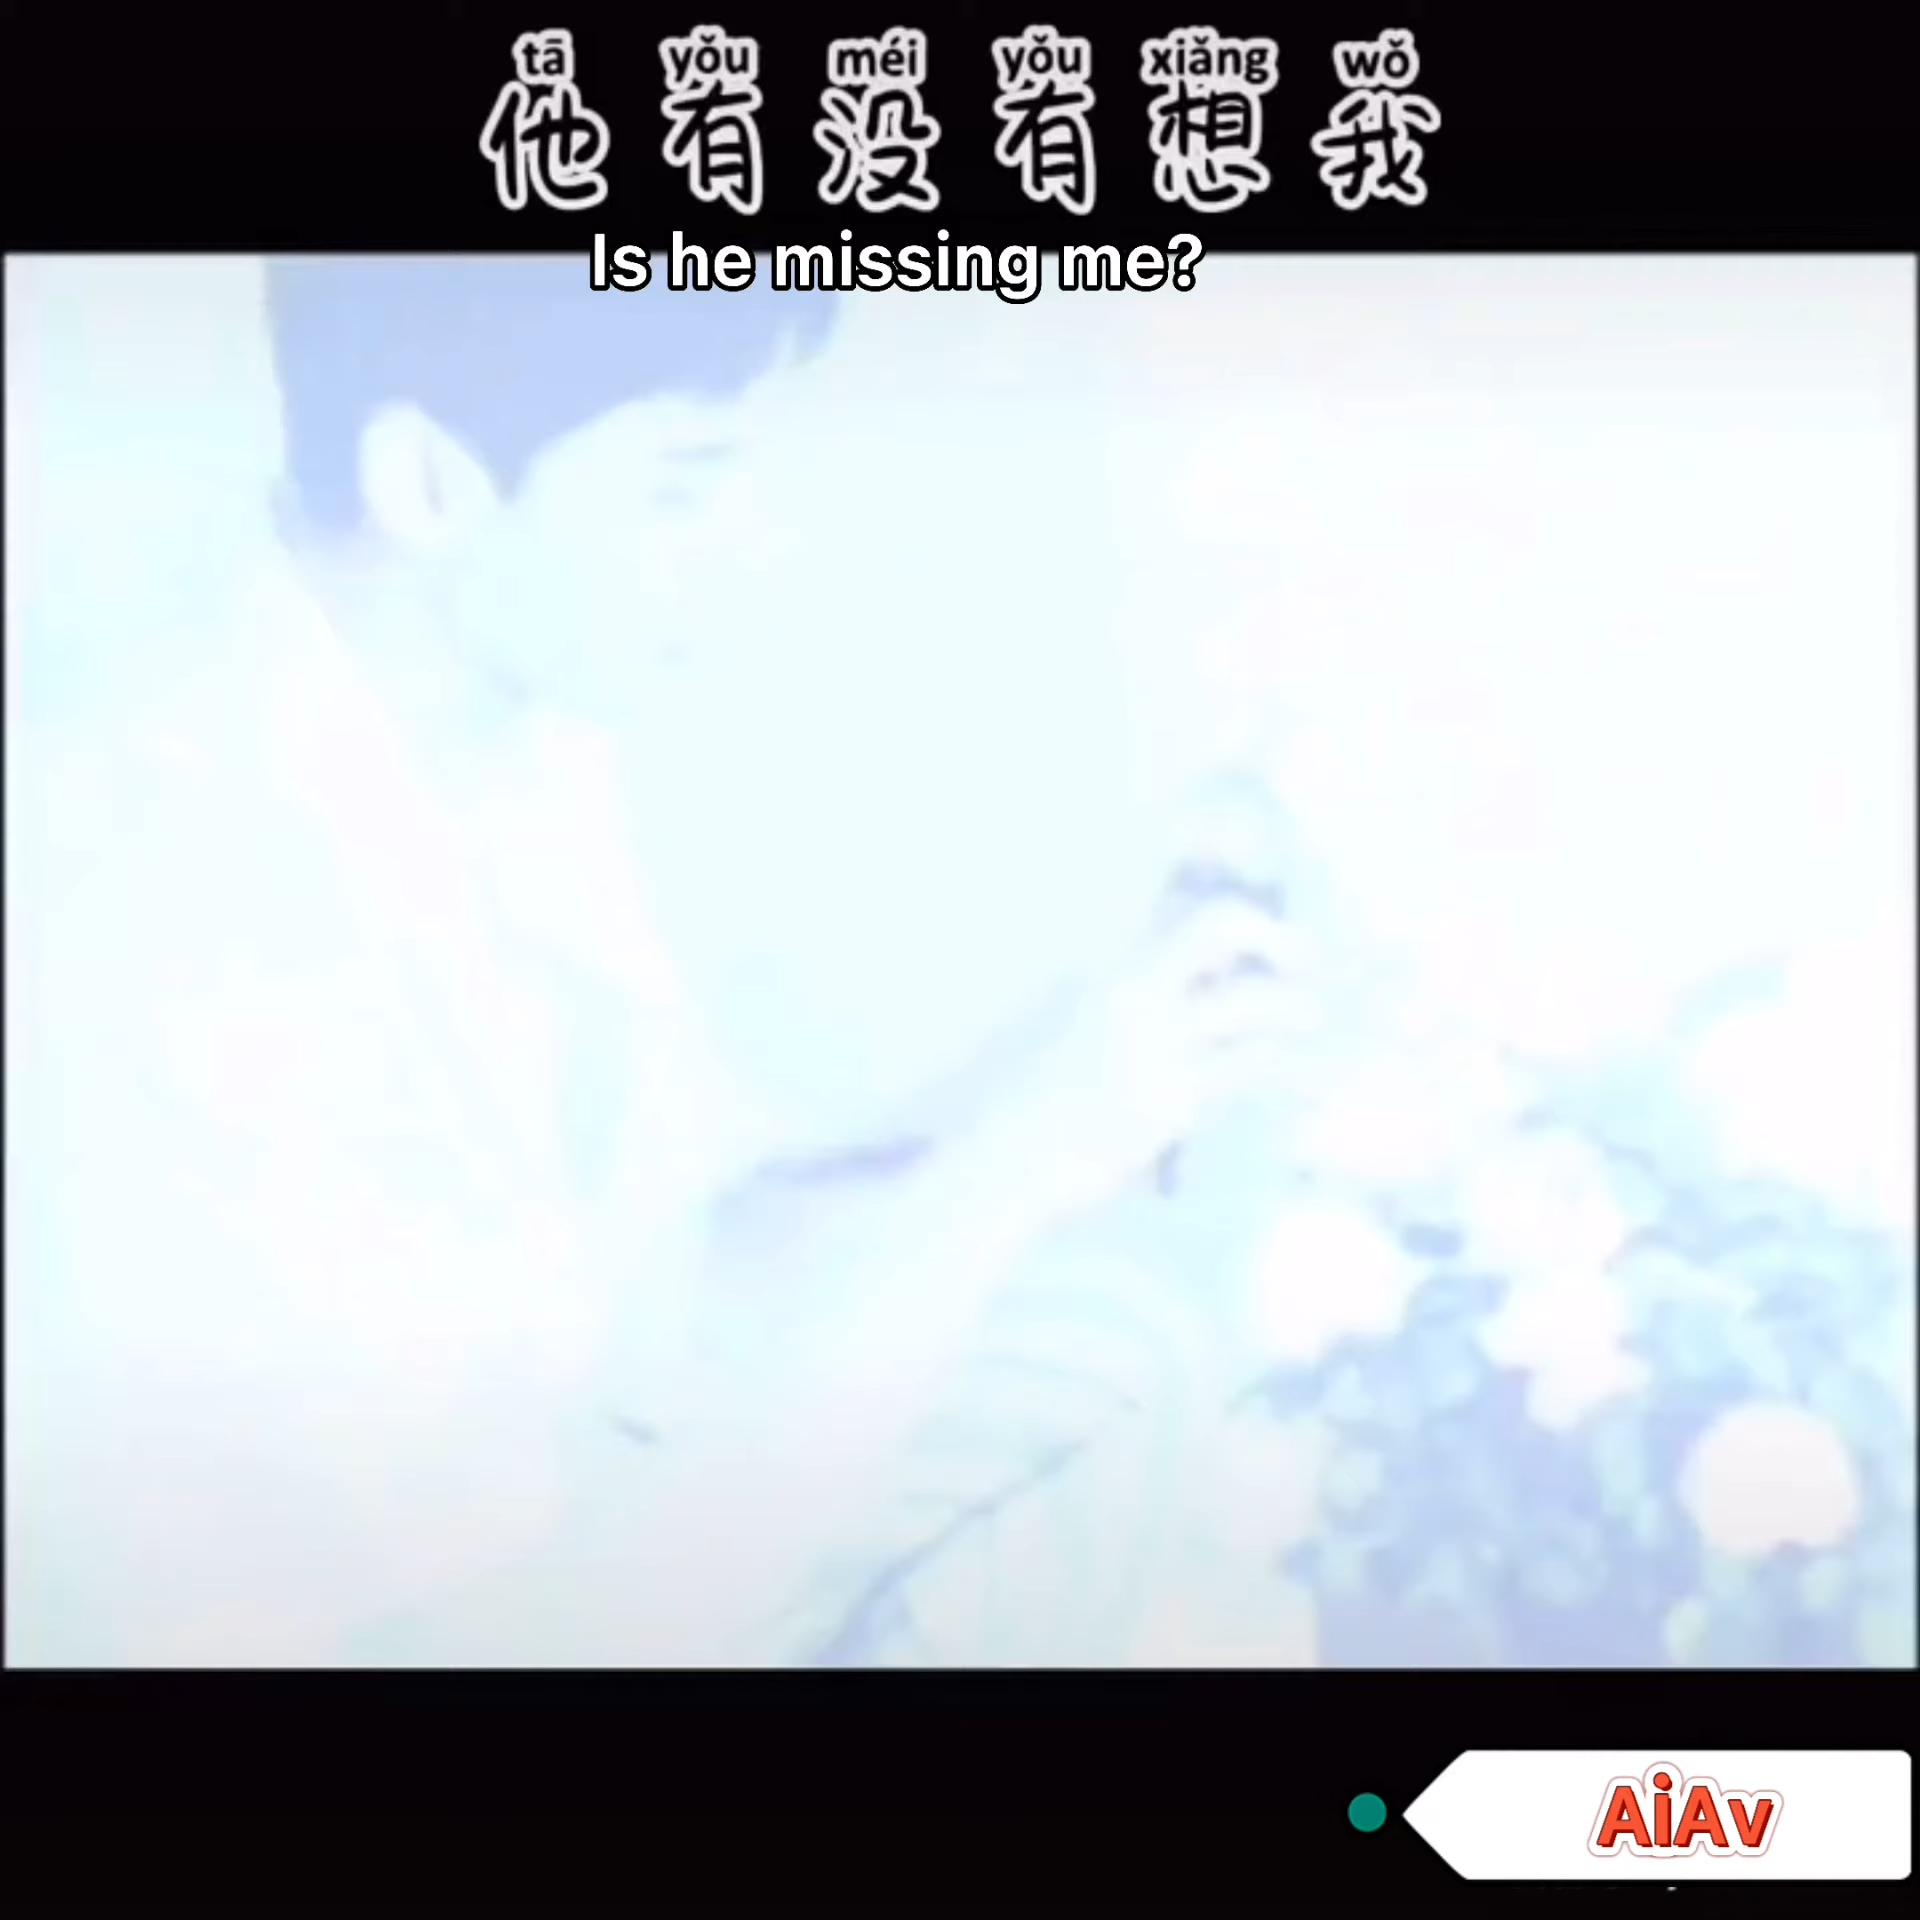 tā yǒu méi yǒu xiǎng wǒ
他有没有想我
Is he missing me?
AiAv